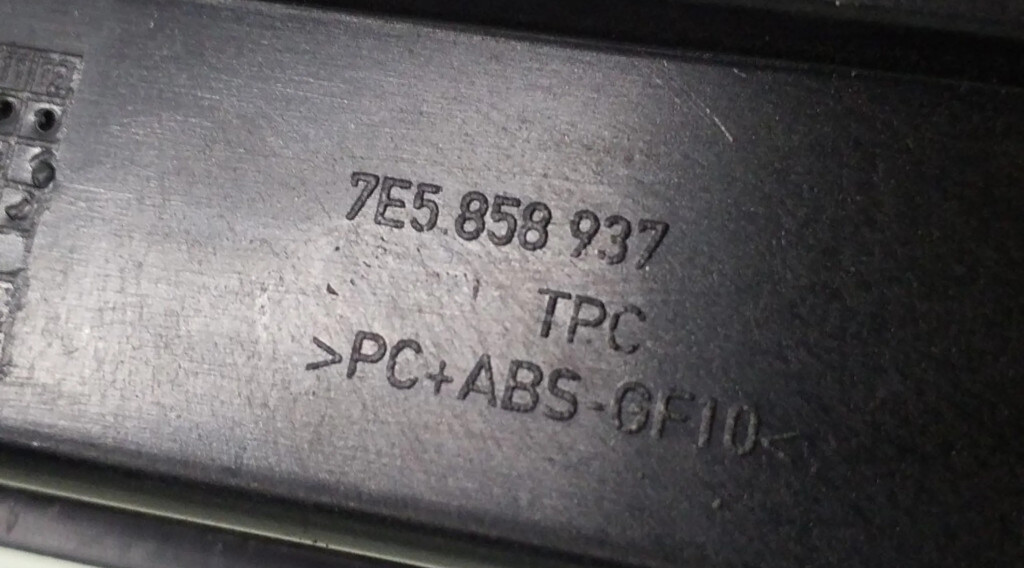 7E5.858 937
TPC
>PC+ABS-GF10<